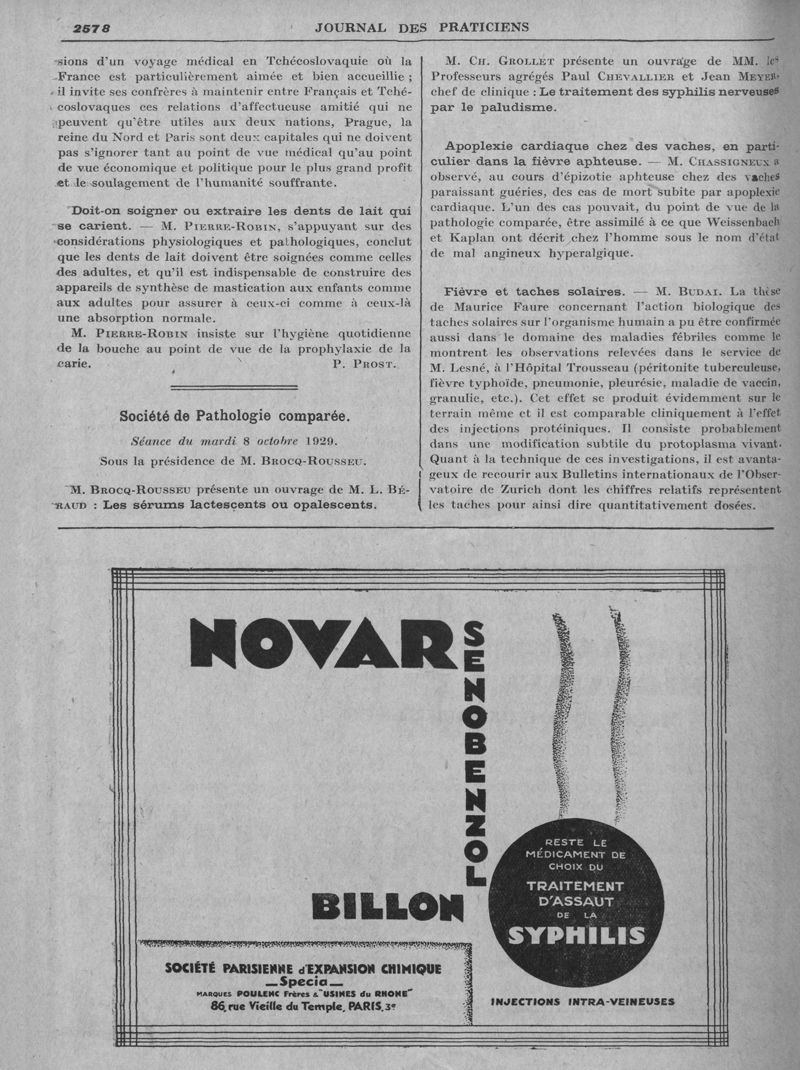 2578
JOURNAL DES PRATICIENS
sions d'un voyage médical en Tchécoslovaquie où la
France est particulièrement aimée et bien accueillie ;
il invite ses confrères à maintenir entre Français et Tché-
coslovaques ces relations d'affectueuse amitié qui ne
peuvent qu'être utiles aux deux nations, Prague, la
reine du Nord et Paris sont deux capitales qui ne doivent
pas s'ignorer tant au point de vue médical qu'au point
de vue économique et politique pour le plus grand profit
et le soulagement de l'humanité souffrante.
Doit-on soigner ou extraire les dents de lait qui
se carient. — M. PIERRE-ROBIN, s'appuyant sur des
considérations physiologiques et pathologiques, conclut
que les dents de lait doivent être soignées comme celles
des adultes, et qu'il est indispensable de construire des
appareils de synthèse de mastication aux enfants comme
aux adultes pour assurer à ceux-ci comme à ceux-là
une absorption normale.
M. PIERRE-ROBIN insiste sur l'hygiène quotidienne
de la bouche au point de vue de la prophylaxie de la
carie. P. PROST.
Société de Pathologie comparée.
Séance du mardi 8 octobre 1929.
Sous la présidence de M. BROCQ-ROUSSEU.
M. BROCQ-ROUSSEU présente un ouvrage de M. L. BÉ-
RAUD : Les sérums lactescents ou opalescents.
M. CH. GROLLET présente un ouvrage de MM. les
Professeurs agrégés Paul CHEVALLIER et Jean MEYER,
chef de clinique : Le traitement des syphilis nerveuses
par le paludisme.
Apoplexie cardiaque chez des vaches, en parti-
culier dans la fièvre aphteuse. — M. CHASSIGNEUX a
observé, au cours d'épizotie aphteuse chez des vaches
paraissant guéries, des cas de mort subite par apoplexie
cardiaque. L'un des cas pouvait, du point de vue de la
pathologie comparée, être assimilé à ce que Weissenbach
et Kaplan ont décrit chez l'homme sous le nom d'état
de mal angineux hyperalgique.
Fièvre et taches solaires. — M. BUDAI. La thèse
de Maurice Faure concernant l'action biologique des
taches solaires sur l'organisme humain a pu être confirmée
aussi dans le domaine des maladies fébriles comme le
montrent les observations relevées dans le service de
M. Lesné, à l'Hôpital Trousseau (péritonite tuberculeuse,
fièvre typhoïde, pneumonie, pleurésie, maladie de vaccin,
granulie, etc.). Cet effet se produit évidemment sur le
terrain même et il est comparable cliniquement à l'effet
des injections protéiniques. Il consiste probablement
dans une modification subtile du protoplasma vivant.
Quant à la technique de ces investigations, il est avanta-
geux de recourir aux Bulletins internationaux de l'Obser-
vatoire de Zurich dont les chiffres relatifs représentent
les taches pour ainsi dire quantitativement dosées.
NOVARSENOBENZOL
BILLON
RESTE LE
MÉDICAMENT DE
CHOIX DU
TRAITEMENT
D'ASSAUT
DE LA
SYPHILIS
INJECTIONS INTRA-VEINEUSES
SOCIÉTÉ PARISIENNE d'EXPANSION CHIMIQUE
—Specia—
MARQUES POULENC Frères & "USINES du RHONE"
86, rue Vieille du Temple, PARIS, 3e